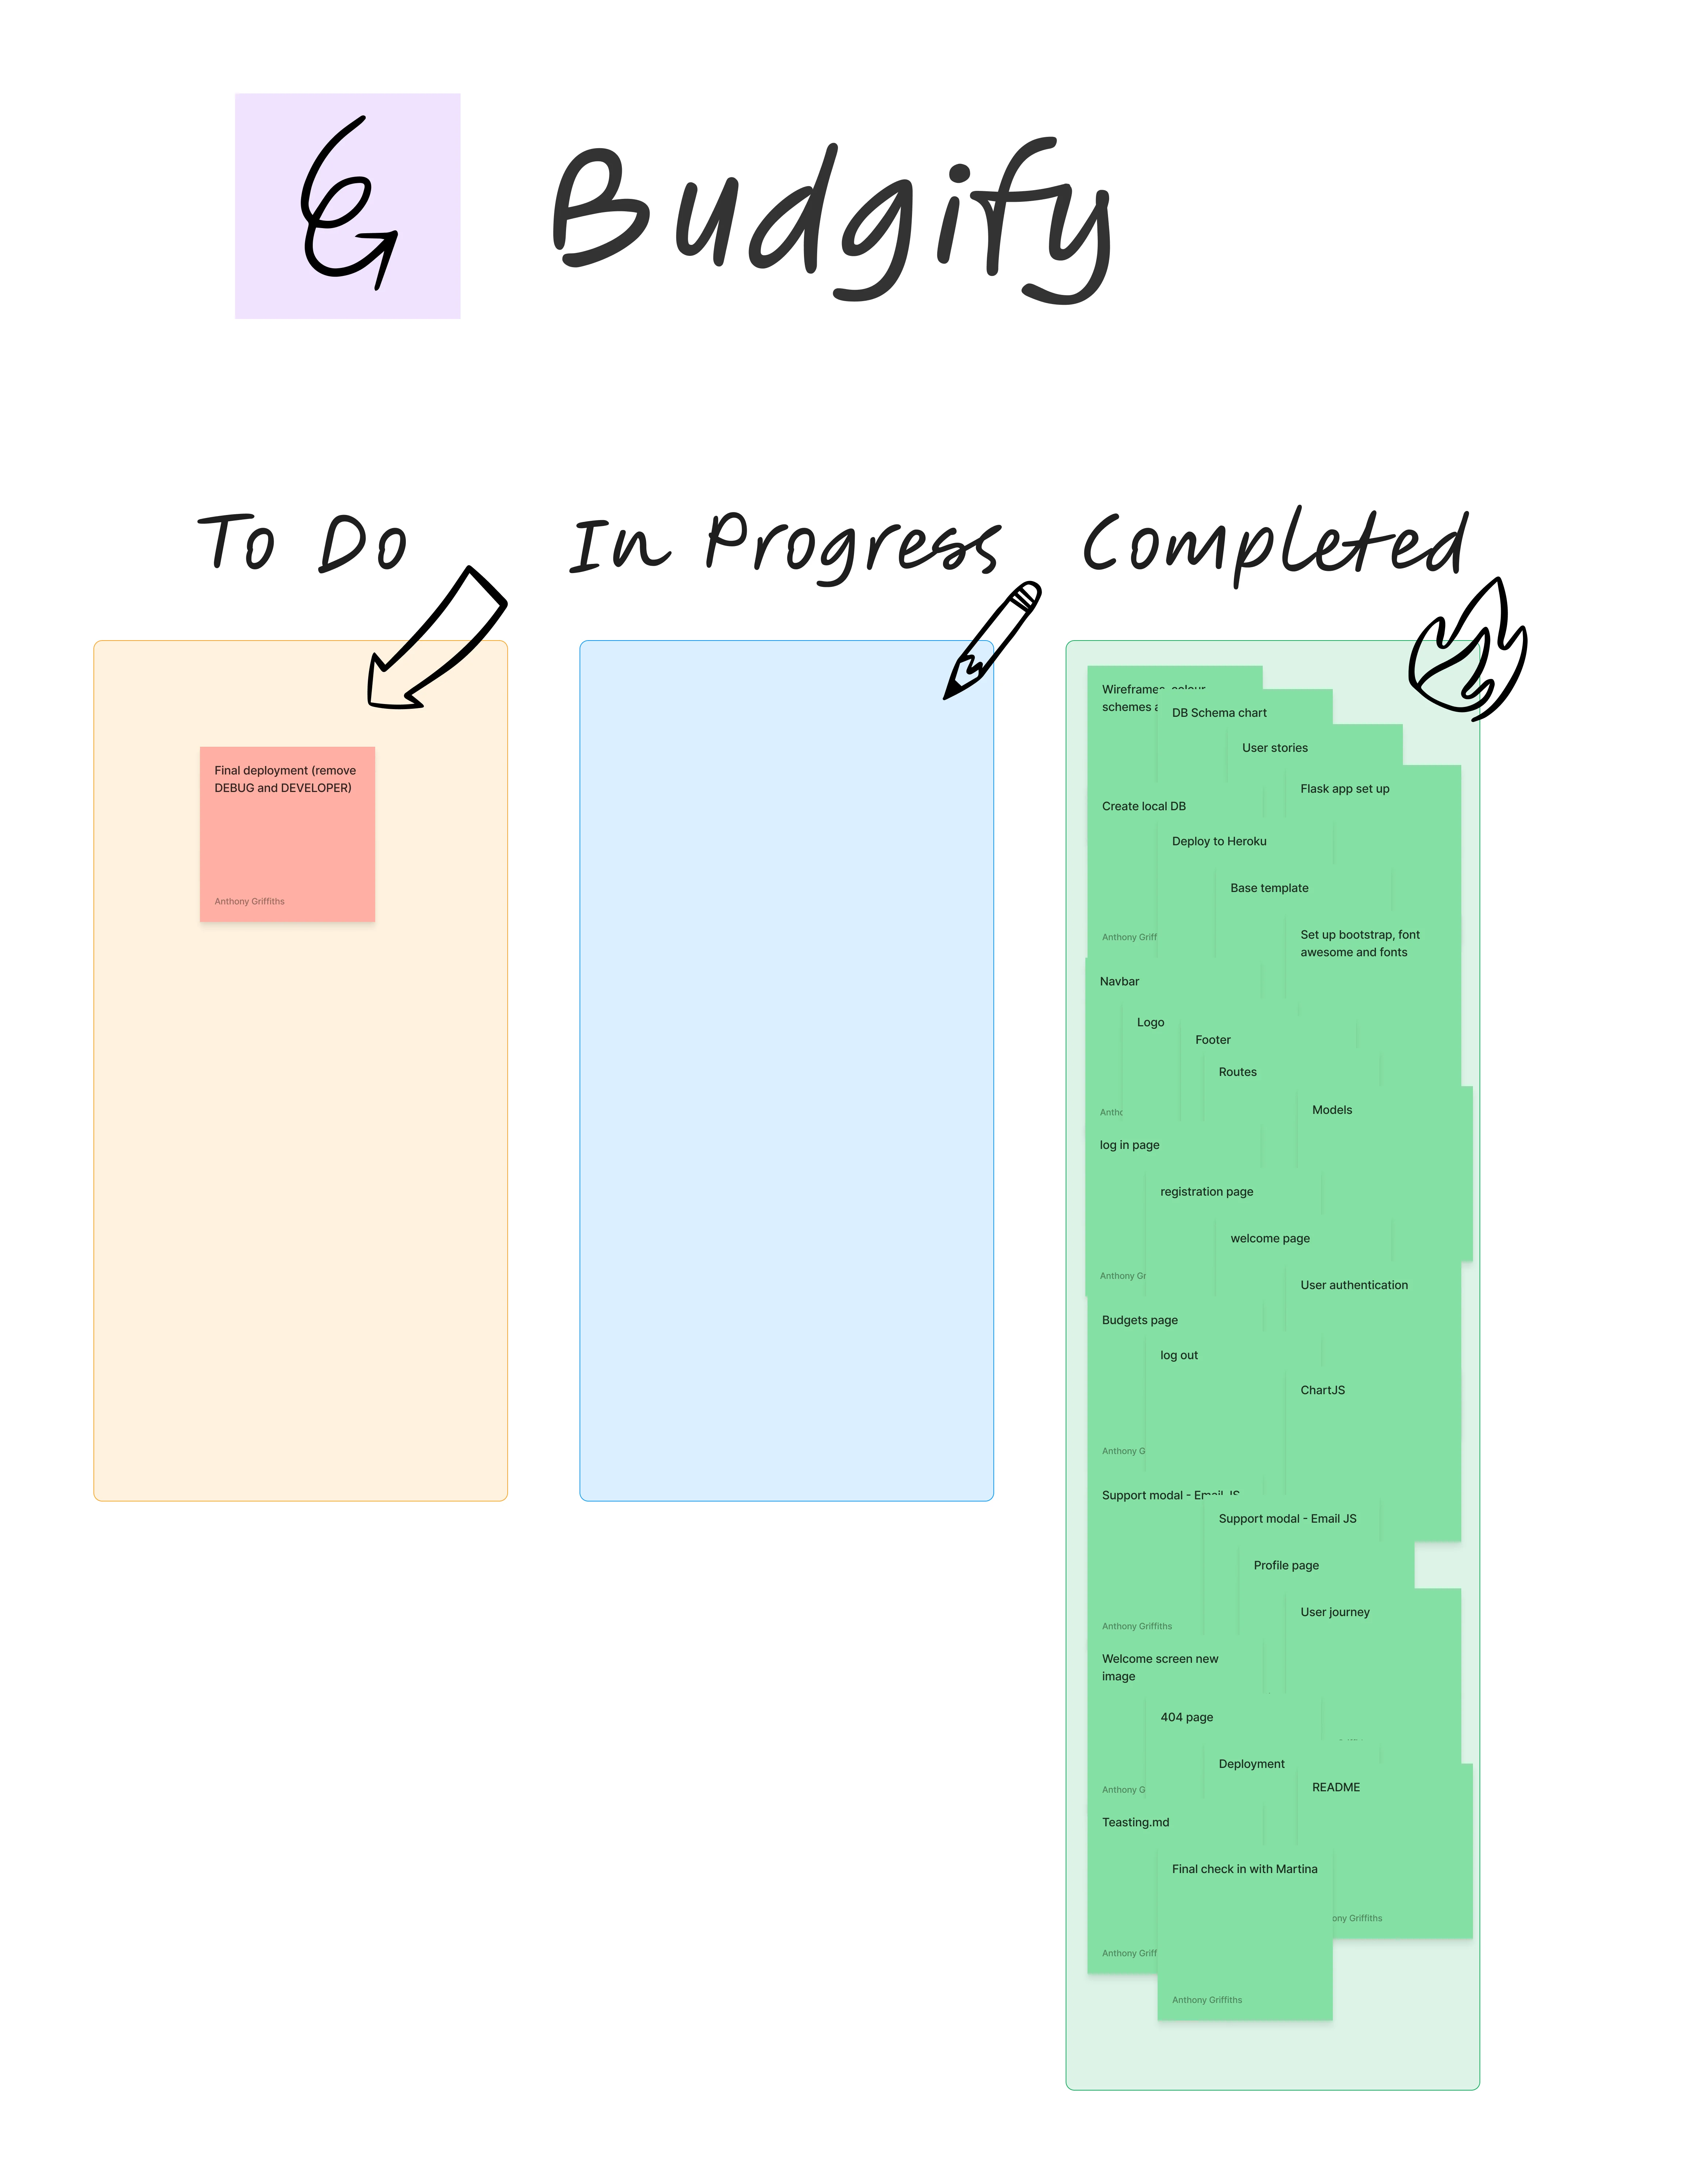 Budgify
To Do
In Progress
Completed
Final deployment (remove
DEBUG and DEVELOPER)
Anthony Griffiths
Wireframes, colour
schemes
DB Schema chart
User stories
Flask app set up
Create local DB
Deploy to Heroku
Base template
Anthony Griff
Set up bootstrap, font
awesome and fonts
Navbar
Logo
Footer
Routes
Antho
Models
log in page
registration page
welcome page
Anthony Gr
User authentication
Budgets page
log out
ChartJS
Anthony G
Support modal - Email JS
Support modal - Email JS
Profile page
User journey
Anthony Griffiths
Welcome screen new
image
404 page
Deployment
Anthony G
README
Teasting.md
Final check in with Martina
ony Griffiths
Anthony Griff
Anthony Griffiths